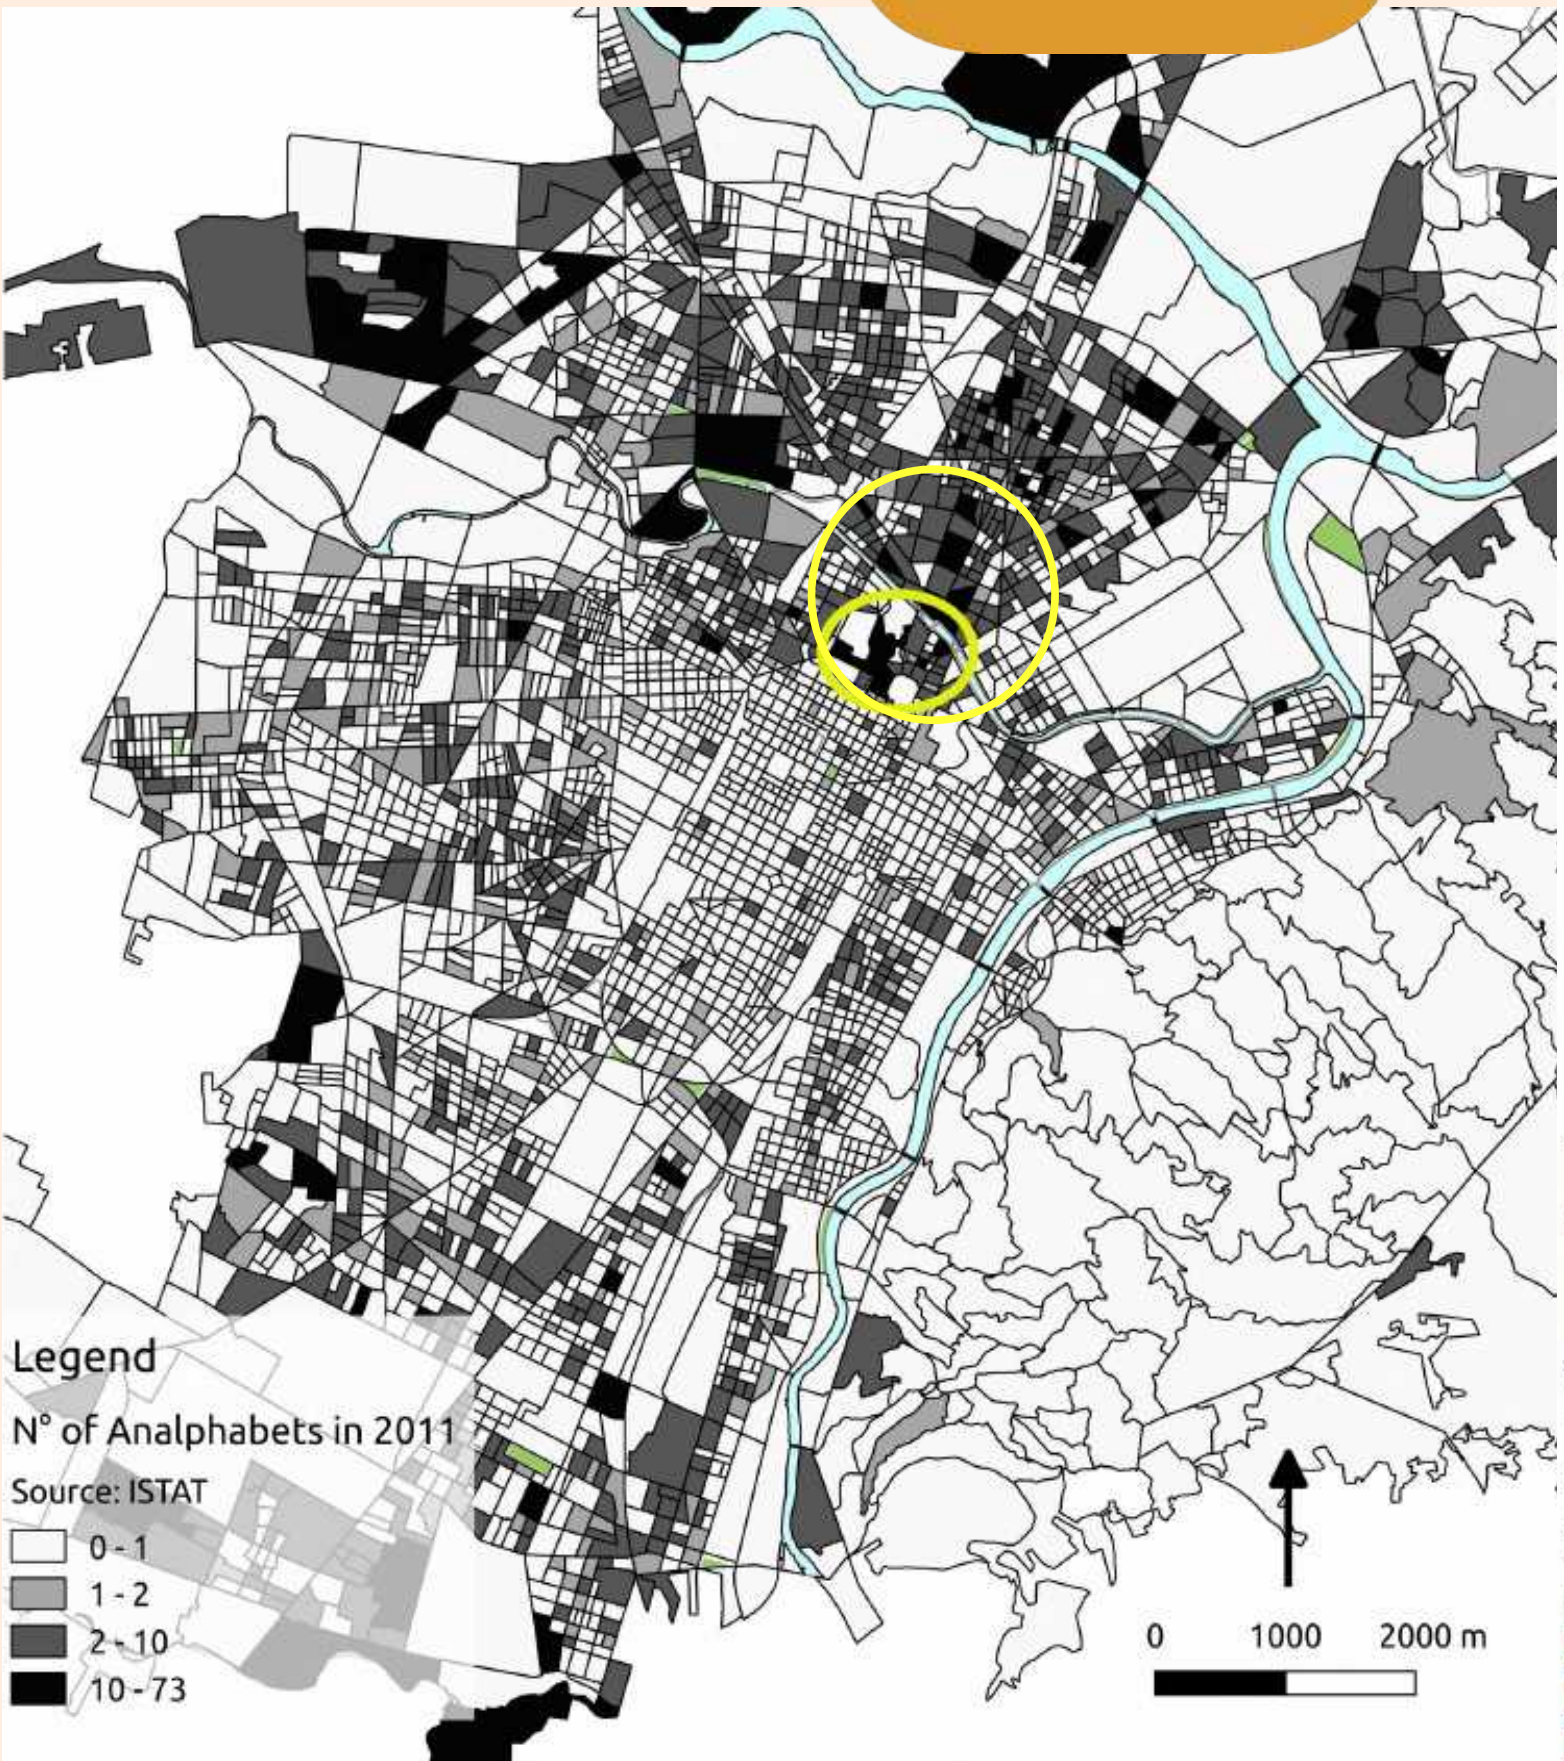 Legend
N° of Analphabets in 2011
Source: ISTAT
0 - 1
1 - 2
2 - 10
10 - 73
0 1000 2000 m